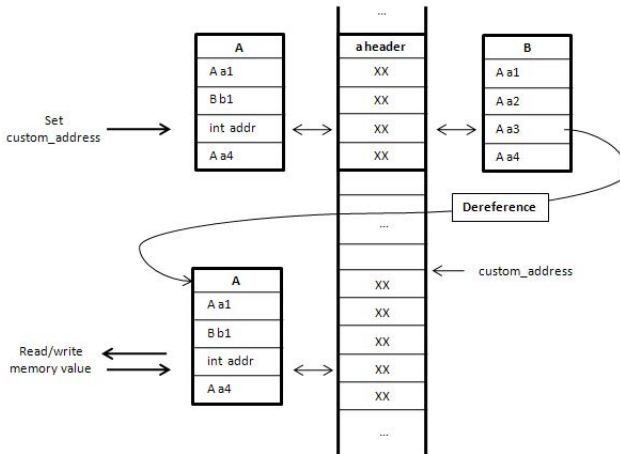 ...
A
A a1
B b1
int addr
A a4
a header
XX
XX
XX
XX
B
A a1
A a2
A a3
A a4
Set
custom_address
Dereference
...
custom_address
A
A a1
B b1
int addr
A a4
XX
XX
XX
XX
XX
Read/write
memory value
...